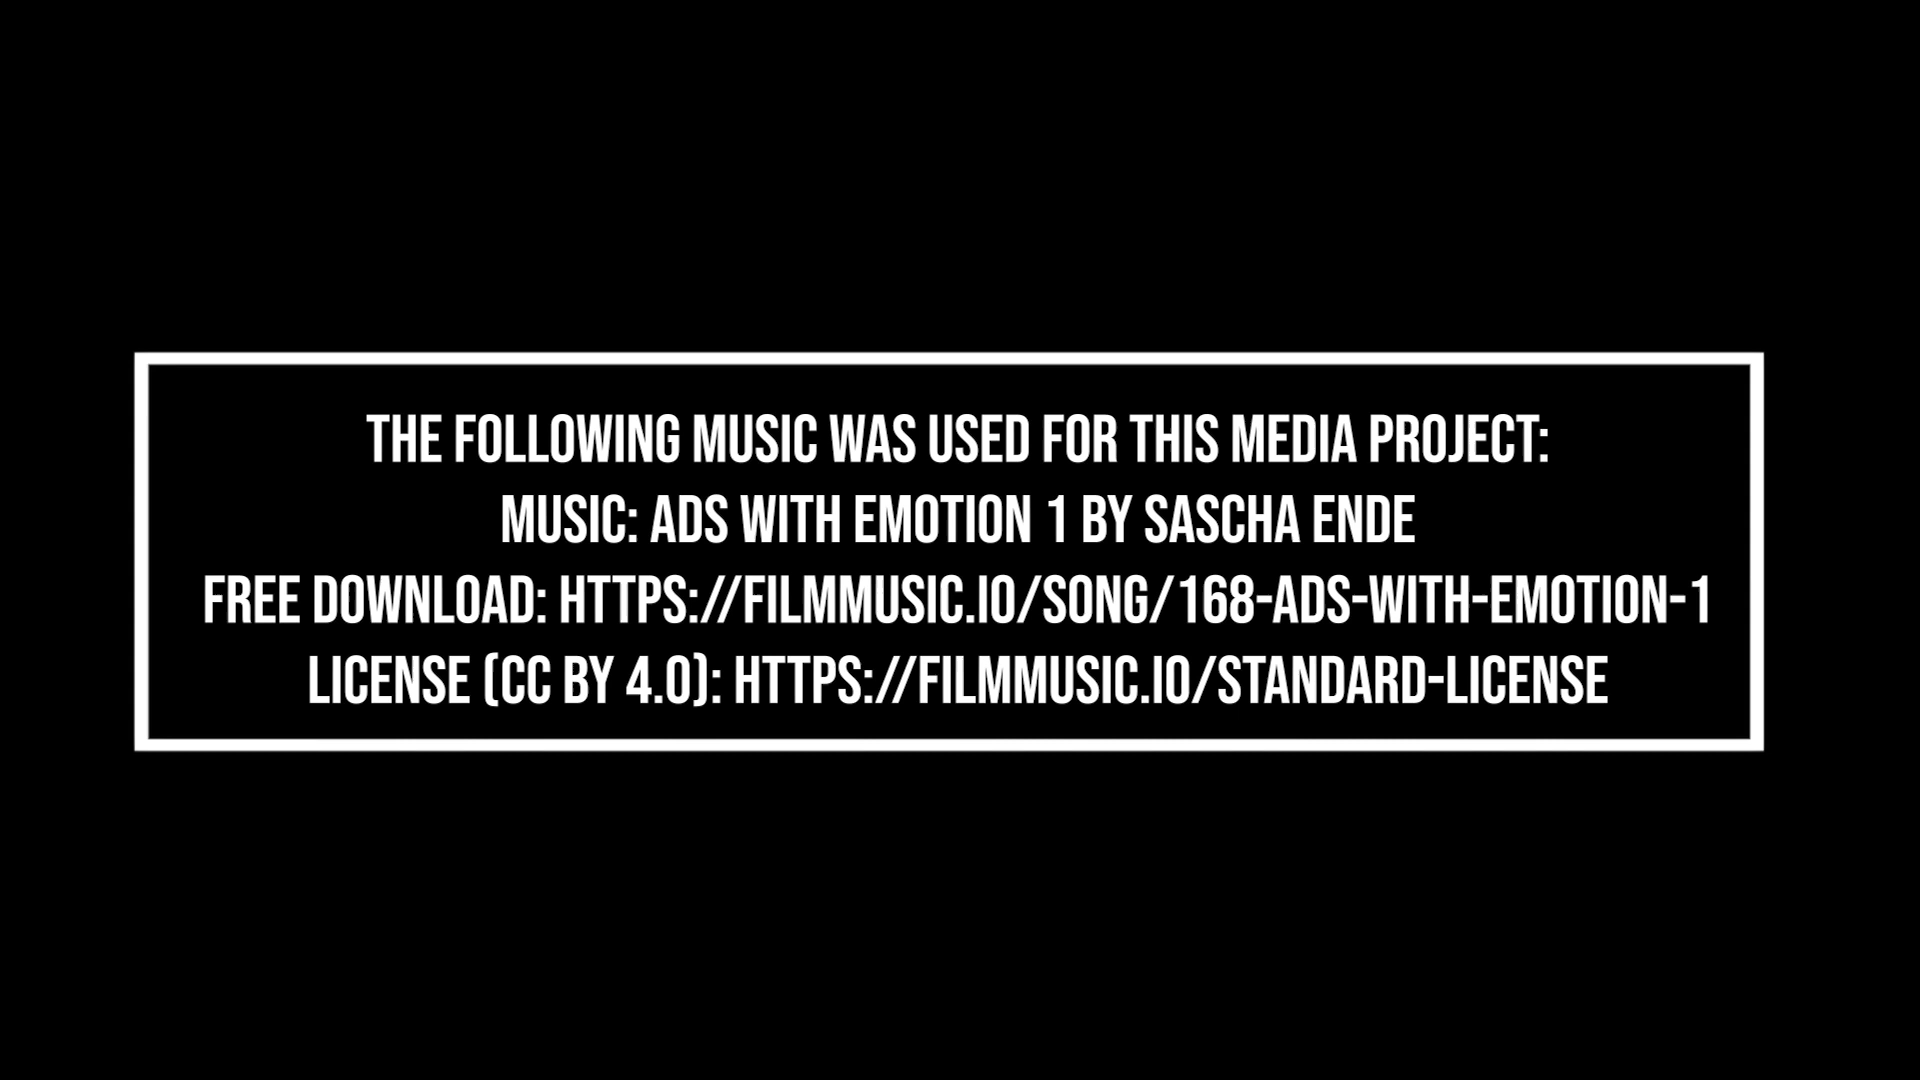 THE FOLLOWING MUSIC WAS USED FOR THIS MEDIA PROJECT:
MUSIC: ADS WITH EMOTION 1 BY SASCHA ENDE
FREE DOWNLOAD: HTTPS://FILMMUSIC.IO/SONG/168-ADS-WITH-EMOTION-1
LICENSE (CC BY 4.0): HTTPS://FILMMUSIC.IO/STANDARD-LICENSE